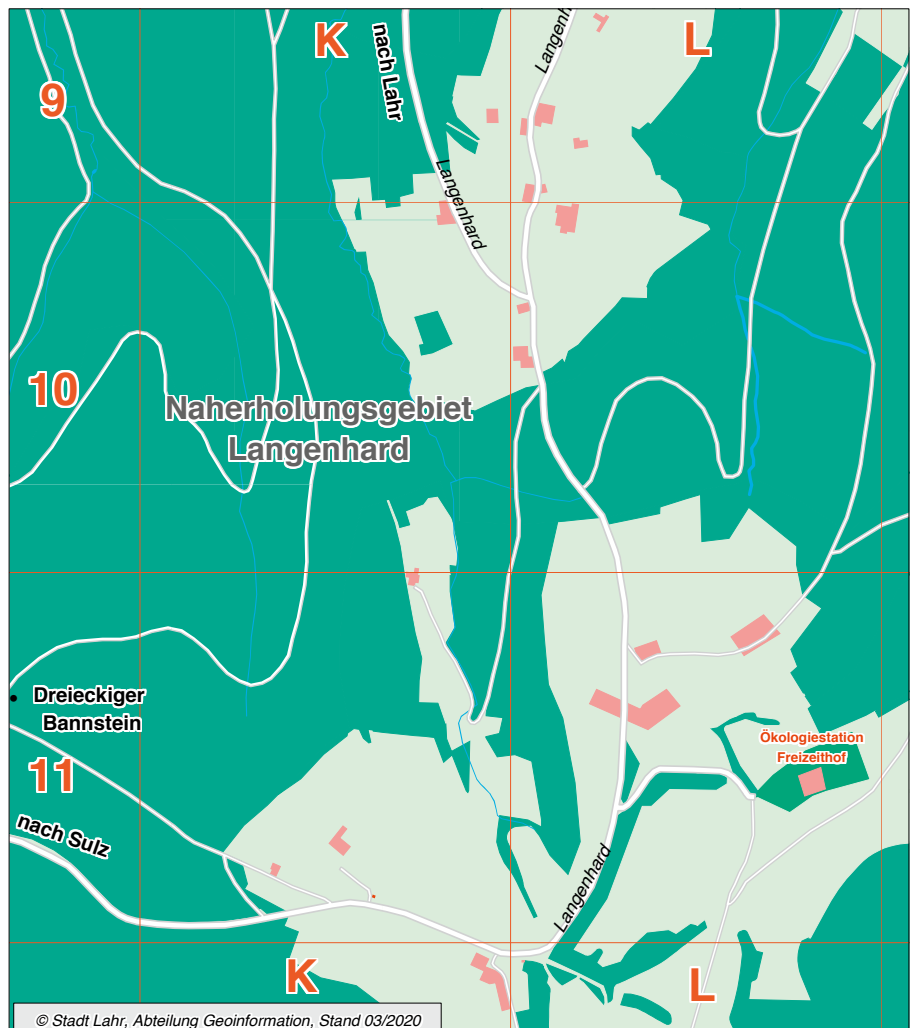 K
L
nach Lahr
Langenh
9
Langenhard
10
Naherholungsgebiet
Langenhard
Dreieckiger
Bannstein
Ökologiestation
Freizeithof
11
nach Sulz
Langenhard
K
L
© Stadt Lahr, Abteilung Geoinformation, Stand 03/2020